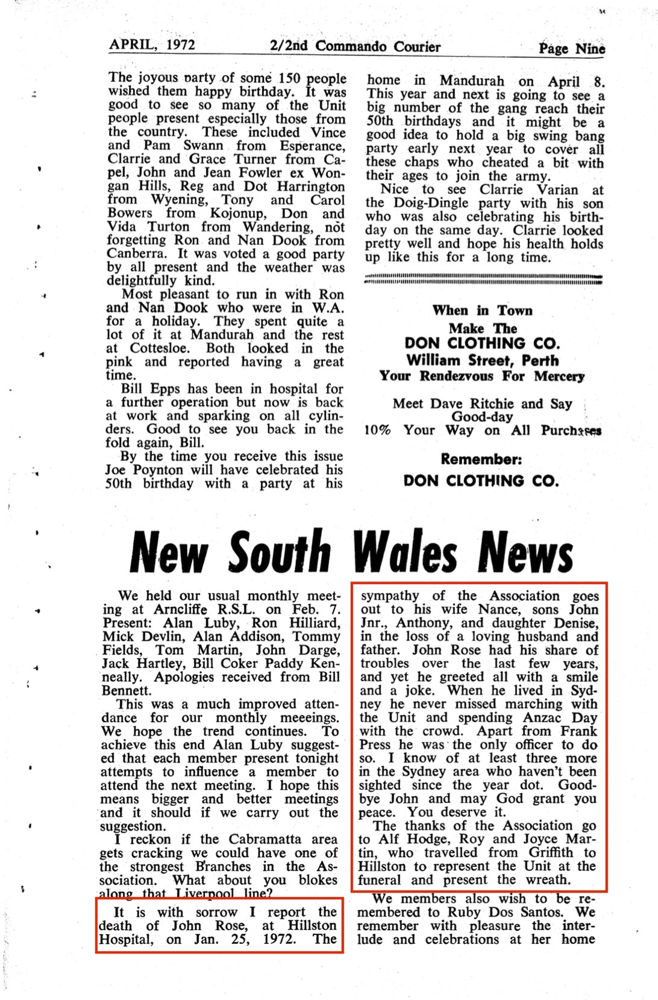 APRIL, 1972 2/2nd Commando Courier Page Nine
The joyous party of some 150 people
wished them happy birthday. It was
good to see so many of the Unit
people present especially those from
the country. These included Vince
and Pam Swann from Esperance,
Clarrie and Grace Turner from Ca-
pel, John and Jean Fowler ex Won-
gan Hills, Reg and Dot Harrington
from Wyening, Tony and Carol
Bowers from Kojonup, Don and
Vida Turton from Wandering, not
forgetting Ron and Nan Dook from
Canberra. It was voted a good party
by all present and the weather was
delightfully kind.
Most pleasant to run in with Ron
and Nan Dook who were in W.A.
for a holiday. They spent quite a
lot of it at Mandurah and the rest
at Cottesloe. Both looked in the
pink and reported having a great
time.
Bill Epps has been in hospital for
a further operation but now is back
at work and sparking on all cylin-
ders. Good to see you back in the
fold again, Bill.
By the time you receive this issue
Joe Poynton will have celebrated his
50th birthday with a party at his
home in Mandurah on April 8.
This year and next is going to see a
big number of the gang reach their
50th birthdays and it might be a
good idea to hold a big swing bang
party early next year to cover all
these chaps who cheated a bit with
their ages to join the army.
Nice to see Clarrie Varian at
the Doig-Dingle party with his son
who was also celebrating his birth-
day on the same day. Clarrie looked
pretty well and hope his health holds
up like this for a long time.
When in Town
Make The
DON CLOTHING CO.
William Street, Perth
Your Rendezvous For Mercery
Meet Dave Ritchie and Say
Good-day
10% Your Way on All Purchases
Remember:
DON CLOTHING CO.
New South Wales News
We held our usual monthly meet-
ing at Arncliffe R.S.L. on Feb. 7.
Present: Alan Luby, Ron Hilliard,
Mick Devlin, Alan Addison, Tommy
Fields, Tom Martin, John Darge,
Jack Hartley, Bill Coker Paddy Ken-
neally. Apologies received from Bill
Bennett.
This was a much improved atten-
dance for our monthly meeeings.
We hope the trend continues. To
achieve this end Alan Luby suggest-
ed that each member present tonight
attempts to influence a member to
attend the next meeting. I hope this
means bigger and better meetings
and it should if we carry out the
suggestion.
I reckon if the Cabramatta area
gets cracking we could have one of
the strongest Branches in the As-
sociation. What about you blokes
along that Liverpool line?
It is with sorrow I report the
death of John Rose, at Hillston
Hospital, on Jan. 25, 1972. The
sympathy of the Association goes
out to his wife Nance, sons John
Jnr., Anthony, and daughter Denise,
in the loss of a loving husband and
father. John Rose had his share of
troubles over the last few years,
and yet he greeted all with a smile
and a joke. When he lived in Syd-
ney he never missed marching with
the Unit and spending Anzac Day
with the crowd. Apart from Frank
Press he was the only officer to do
so. I know of at least three more
in the Sydney area who haven't been
sighted since the year dot. Good-
bye John and may God grant you
peace. You deserve it.
The thanks of the Association go
to Alf Hodge, Roy and Joyce Mar-
tin, who travelled from Griffith to
Hillston to represent the Unit at the
funeral and present the wreath.
We members also wish to be re-
membered to Ruby Dos Santos. We
remember with pleasure the inter-
lude and celebrations at her home